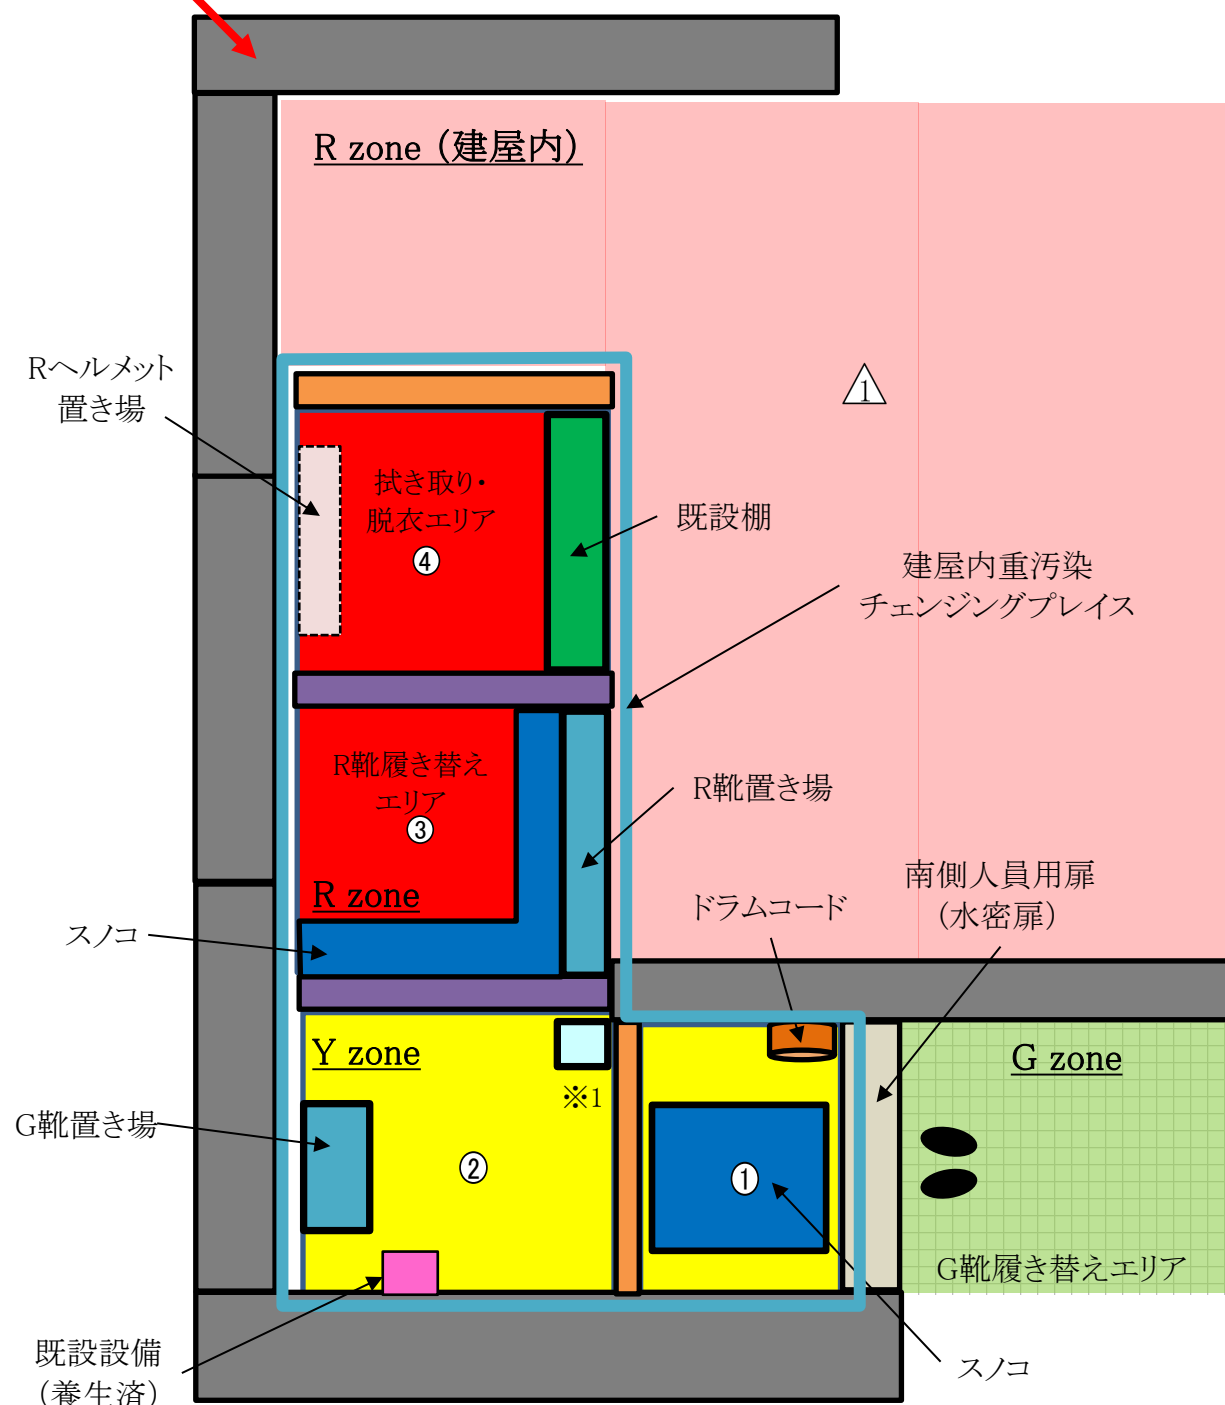 R zone（建屋内）
Rヘルメット
置き場
1
拭き取り・
脱衣エリア
④
既設棚
建屋内重汚染
チェンジングプレイス
R靴履き替え
エリア
③
R靴置き場
R zone
南側人員用扉
（水密扉）
ドラムコード
スノコ
Y zone
G zone
※1
G靴置き場
②
①
G靴履き替えエリア
既設設備
（養生済）
スノコ